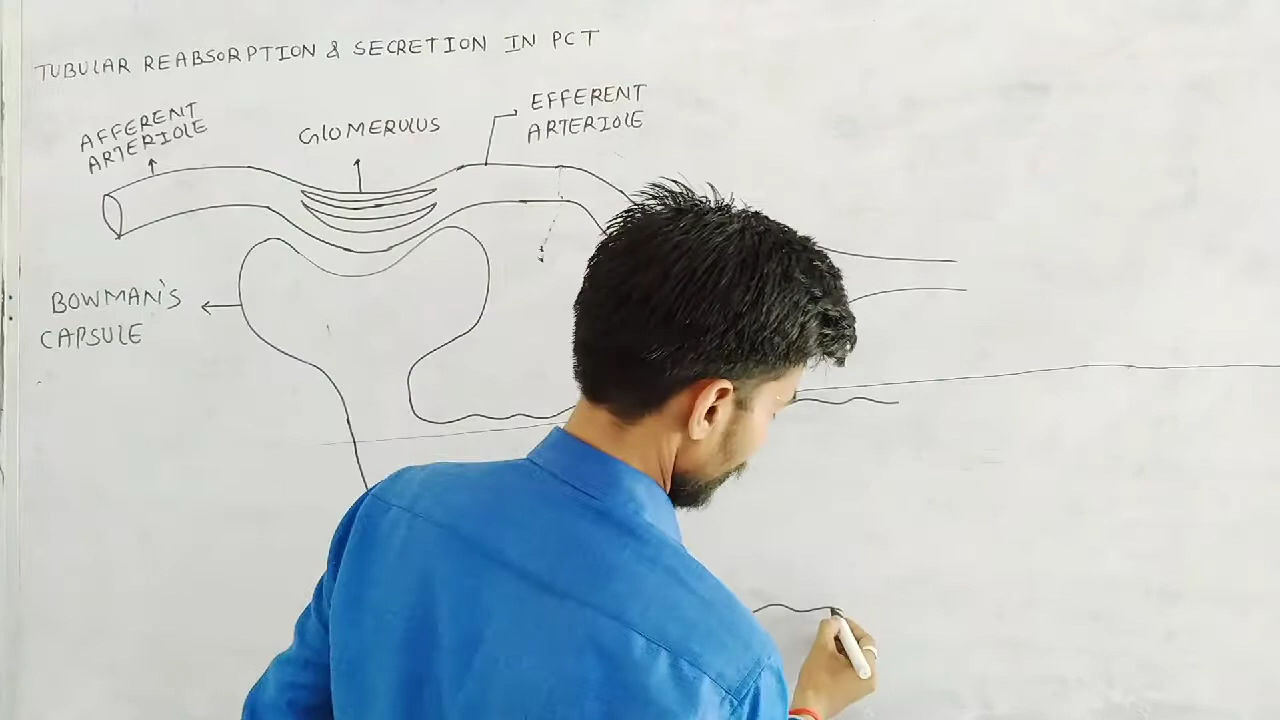 TUBULAR REABSORPTION & SECRETION IN PCT
AFFERENT
ARTERIOLE
GLOMERULUS
EFFERENT
ARTERIOLE
BOWMAN'S
CAPSULE